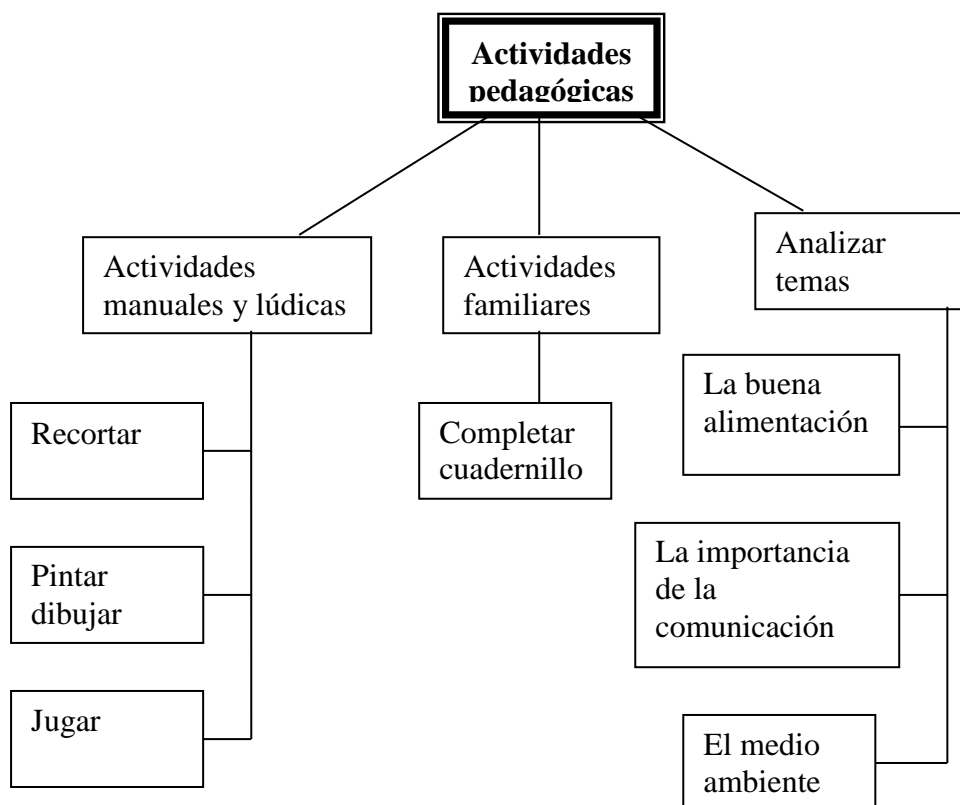 Actividades
pedagógicas
Actividades
manuales y lúdicas
Actividades
familiares
Analizar
temas
Recortar
Pintar
dibujar
Jugar
Completar
cuadernillo
La buena
alimentación
La importancia
de la
comunicación
El medio
ambiente